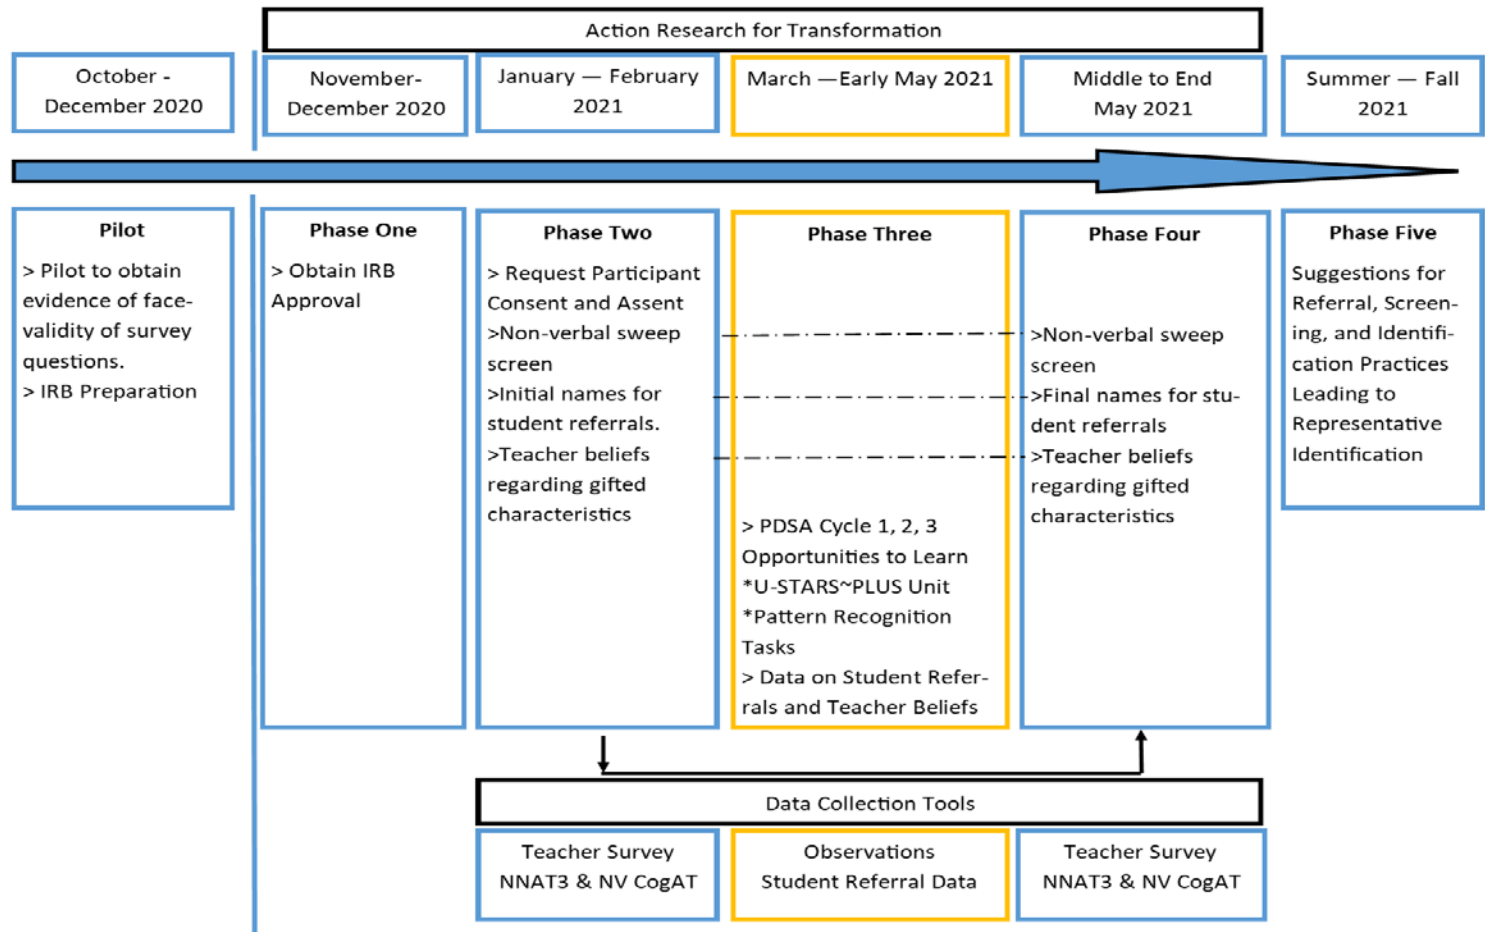 Action Research for Transformation
October -
December 2020
November-
December 2020
January — February
2021
March —Early May 2021
Middle to End
May 2021
Summer — Fall
2021
Pilot
> Pilot to obtain
evidence of face-
validity of survey
questions.
> IRB Preparation
Phase One
> Obtain IRB
Approval
Phase Two
> Request Participant
Consent and Assent
>Non-verbal sweep
screen
>Initial names for
student referrals.
>Teacher beliefs
regarding gifted
characteristics
Phase Three
> PDSA Cycle 1, 2, 3
Opportunities to Learn
*U-STARS~PLUS Unit
*Pattern Recognition
Tasks
> Data on Student Refer-
rals and Teacher Beliefs
Phase Four
>Non-verbal sweep
screen
>Final names for stu-
dent referrals
>Teacher beliefs
regarding gifted
characteristics
Phase Five
Suggestions for
Referral, Screen-
ing, and Identifi-
cation Practices
Leading to
Representative
Identification
Data Collection Tools
Teacher Survey
NNAT3 & NV CogAT
Observations
Student Referral Data
Teacher Survey
NNAT3 & NV CogAT